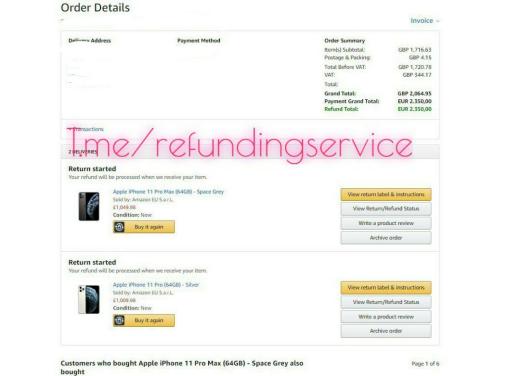 Order Details
Invoice
Delivery Address
Payment Method
Order Summary
Item(s) Subtotal: GBP 1,716.63
Postage & Packing: GBP 4.15
Total Before VAT: GBP 1,720.78
VAT: GBP 344.17
Total:
Grand Total: GBP 2,064.95
Payment Grand Total: EUR 2.350,00
Refund Total: EUR 2.350,00
Transactions
T.me/refundingservice
2 DELIVERIES
Return started
Your refund will be processed when we receive your item.
Apple iPhone 11 Pro Max (64GB) - Space Grey
Sold by: Amazon EU S.a.r.L.
£1,049.98
Condition: New
Buy it again
View return label & instructions
View Return/Refund Status
Write a product review
Archive order
Return started
Your refund will be processed when we receive your item.
Apple iPhone 11 Pro (64GB) - Silver
Sold by: Amazon EU S.a.r.L.
£1,009.98
Condition: New
Buy it again
View return label & instructions
View Return/Refund Status
Write a product review
Archive order
Customers who bought Apple iPhone 11 Pro Max (64GB) - Space Grey also
bought
Page 1 of 6